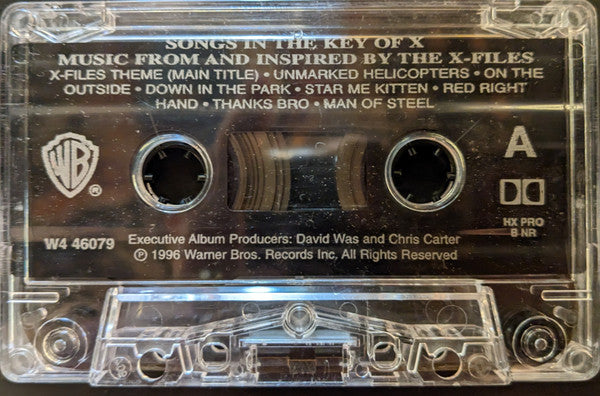 SONGS IN THE KEY OF X
MUSIC FROM AND INSPIRED BY THE X-FILES
X-FILES THEME (MAIN TITLE) • UNMARKED HELICOPTERS • ON THE
OUTSIDE • DOWN IN THE PARK • STAR ME KITTEN • RED RIGHT
HAND • THANKS BRO • MAN OF STEEL
A
WB
®
HX PRO
B NR
W4 46079
Executive Album Producers: David Was and Chris Carter
℗ 1996 Warner Bros. Records Inc. All Rights Reserved